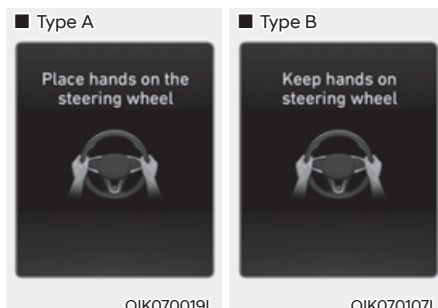 ■ Type A
Place hands on the
steering wheel
OIK070019L
■ Type B
Keep hands on
steering wheel
OIK070107L